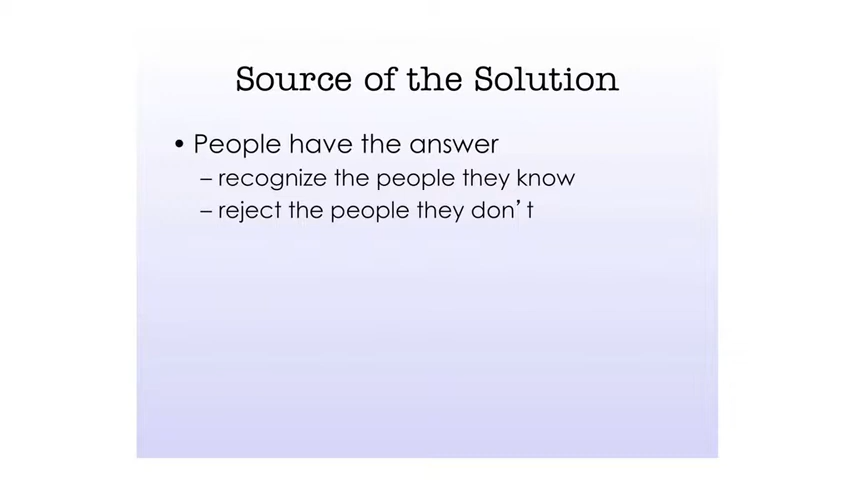 Source of the Solution
• People have the answer
– recognize the people they know
– reject the people they don’t